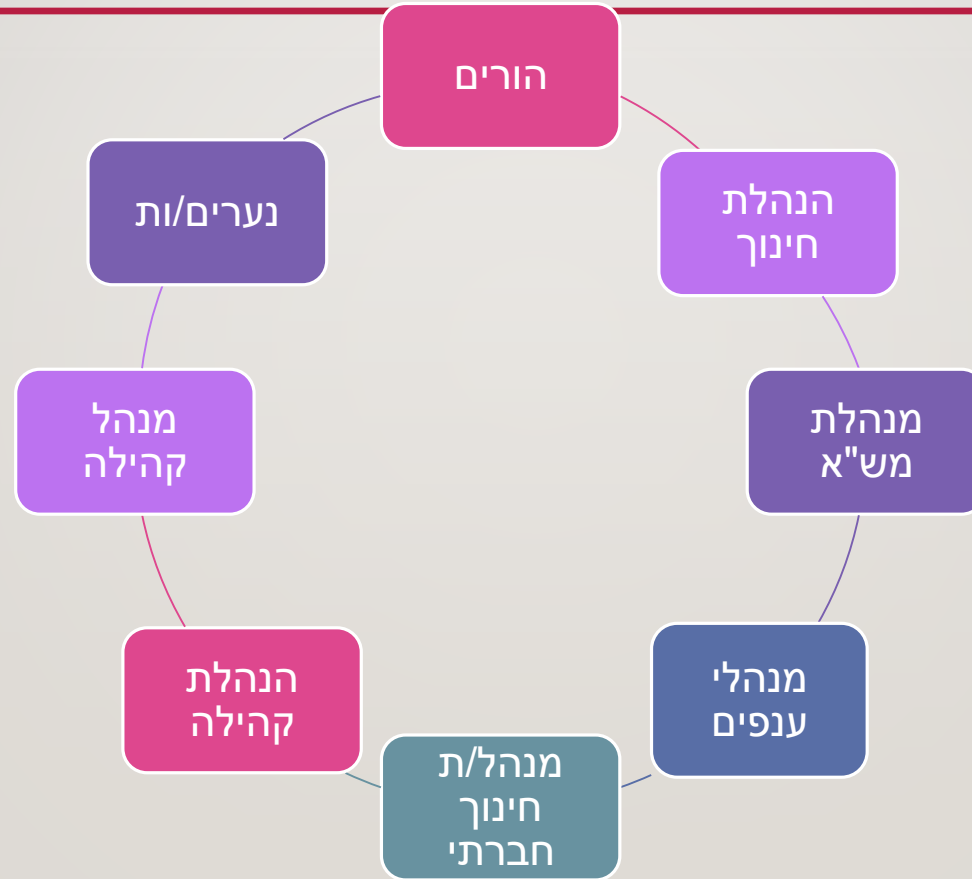 הורים
הנהלת
חינוך
מנהלת
מש"א
מנהלי
ענפים
מנהל/ת
חינוך
חברתי
הנהלת
קהילה
מנהל
קהילה
נערים/ות